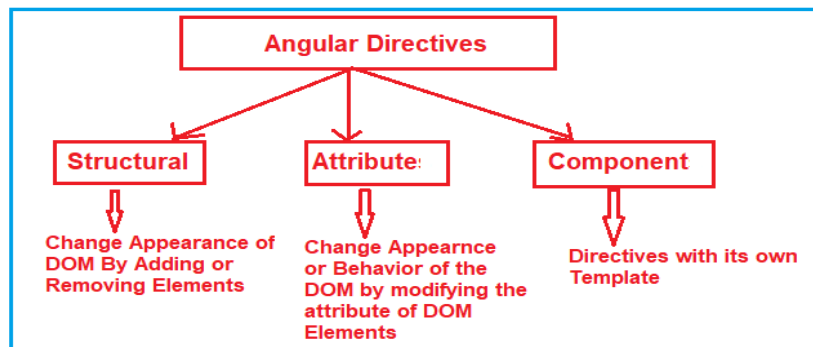 Angular Directives
Structural
Attributes
Component
Change Appearance of
DOM By Adding or
Removing Elements
Change Appearnce
or Behavior of the
DOM by modifying the
attribute of DOM
Elements
Directives with its own
Template